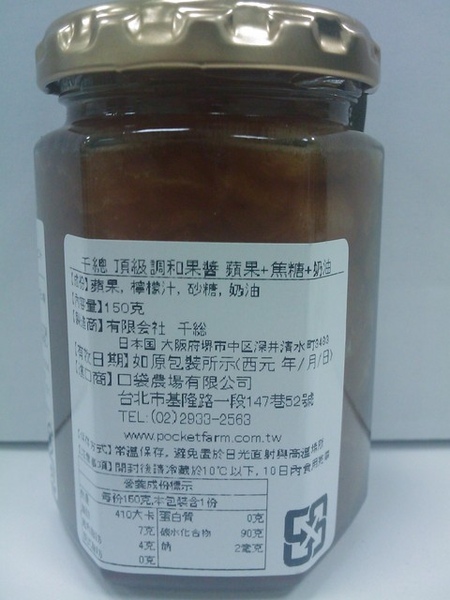 千總 頂級調和果醬 蘋果+焦糖+奶油
蘋果, 檸檬汁, 砂糖, 奶油
內容量】150克
【製造商】有限会社 千総
日本国 大阪府堺市中区深井清水町3493
【有效日期】如原包裝所示(西元 年/月/日)
【進口商】口袋農場有限公司
台北市基隆路一段147巷52號
TEL:(02)2933-2563
www.pocketfarm.com.tw
【保存方式】常溫保存, 避免置於日光直射與高溫場所
開封後請冷藏於10℃以下, 10日內食用完畢
營養成份標示
每份150克,本包裝含1份
410大卡 蛋白質 0克
7克 碳水化合物 90克
4克 鈉 2毫克
0克